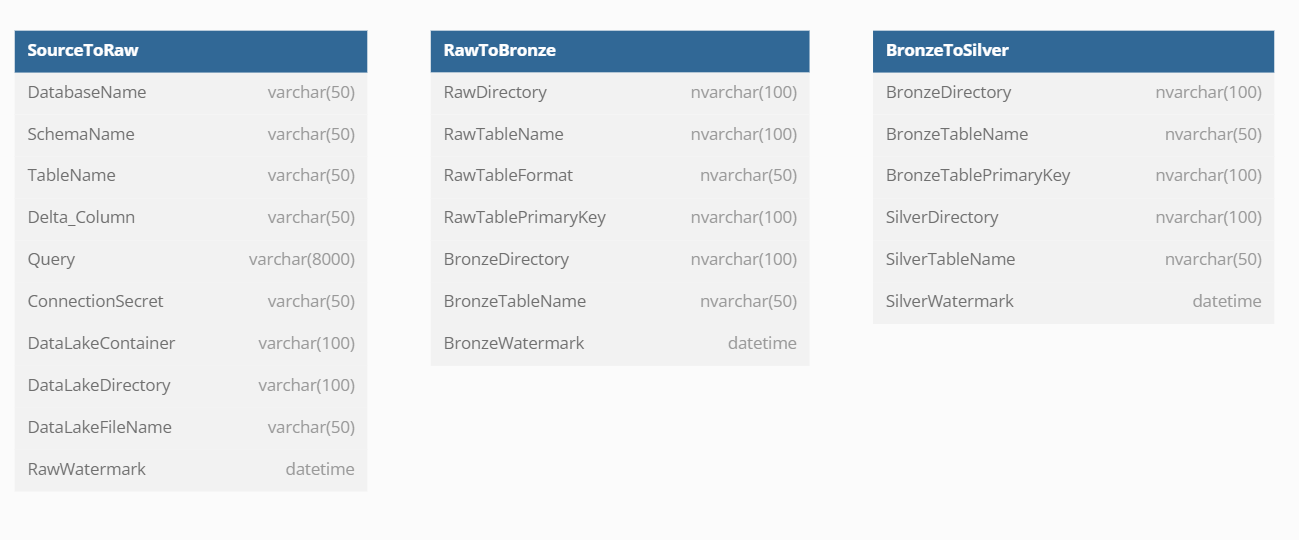 SourceToRaw
DatabaseName varchar(50)
SchemaName varchar(50)
TableName varchar(50)
Delta_Column varchar(50)
Query varchar(8000)
ConnectionSecret varchar(50)
DataLakeContainer varchar(100)
DataLakeDirectory varchar(100)
DataLakeFileName varchar(50)
RawWatermark datetime
RawToBronze
RawDirectory nvarchar(100)
RawTableName nvarchar(100)
RawTableFormat nvarchar(50)
RawTablePrimaryKey nvarchar(100)
BronzeDirectory nvarchar(100)
BronzeTableName nvarchar(50)
BronzeWatermark datetime
BronzeToSilver
BronzeDirectory nvarchar(100)
BronzeTableName nvarchar(50)
BronzeTablePrimaryKey nvarchar(100)
SilverDirectory nvarchar(100)
SilverTableName nvarchar(50)
SilverWatermark datetime